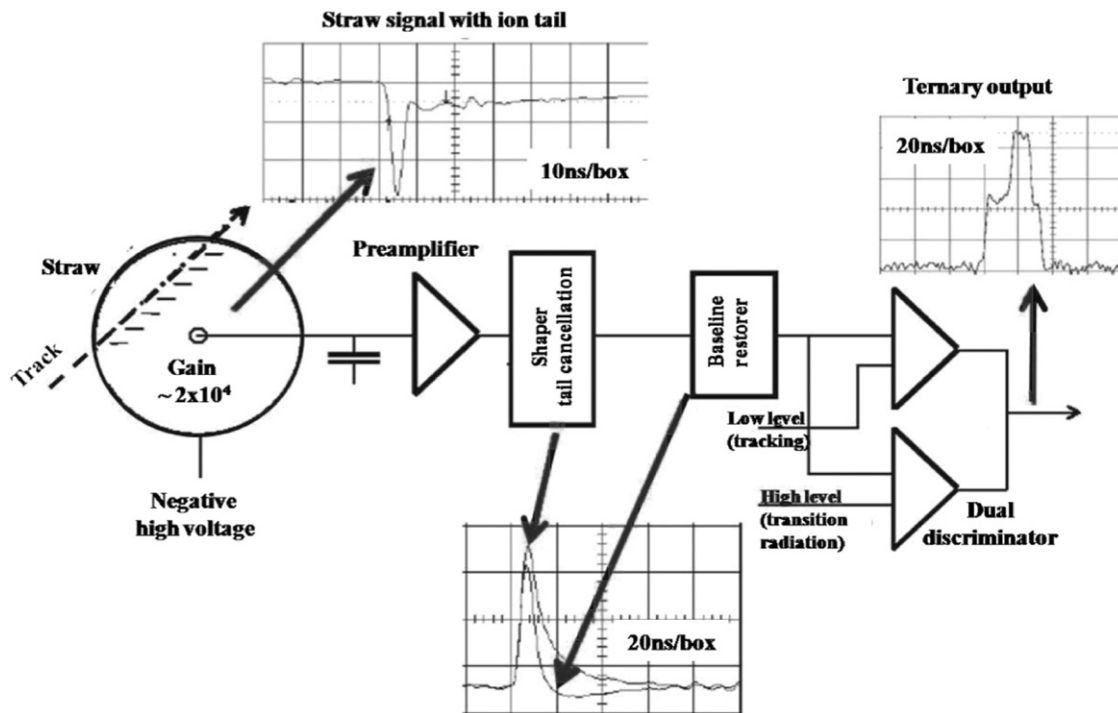 Straw signal with ion tail
10ns/box
Ternary output
20ns/box
Straw
Track
Gain
~2x10⁴
Negative
high voltage
Preamplifier
Shaper
tail cancellation
Baseline
restorer
Low level
(tracking)
High level
(transition
radiation)
Dual
discriminator
20ns/box